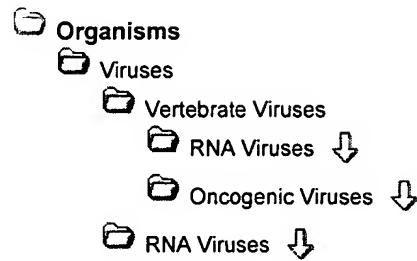 Organisms
Viruses
Vertebrate Viruses
RNA Viruses
Oncogenic Viruses
RNA Viruses